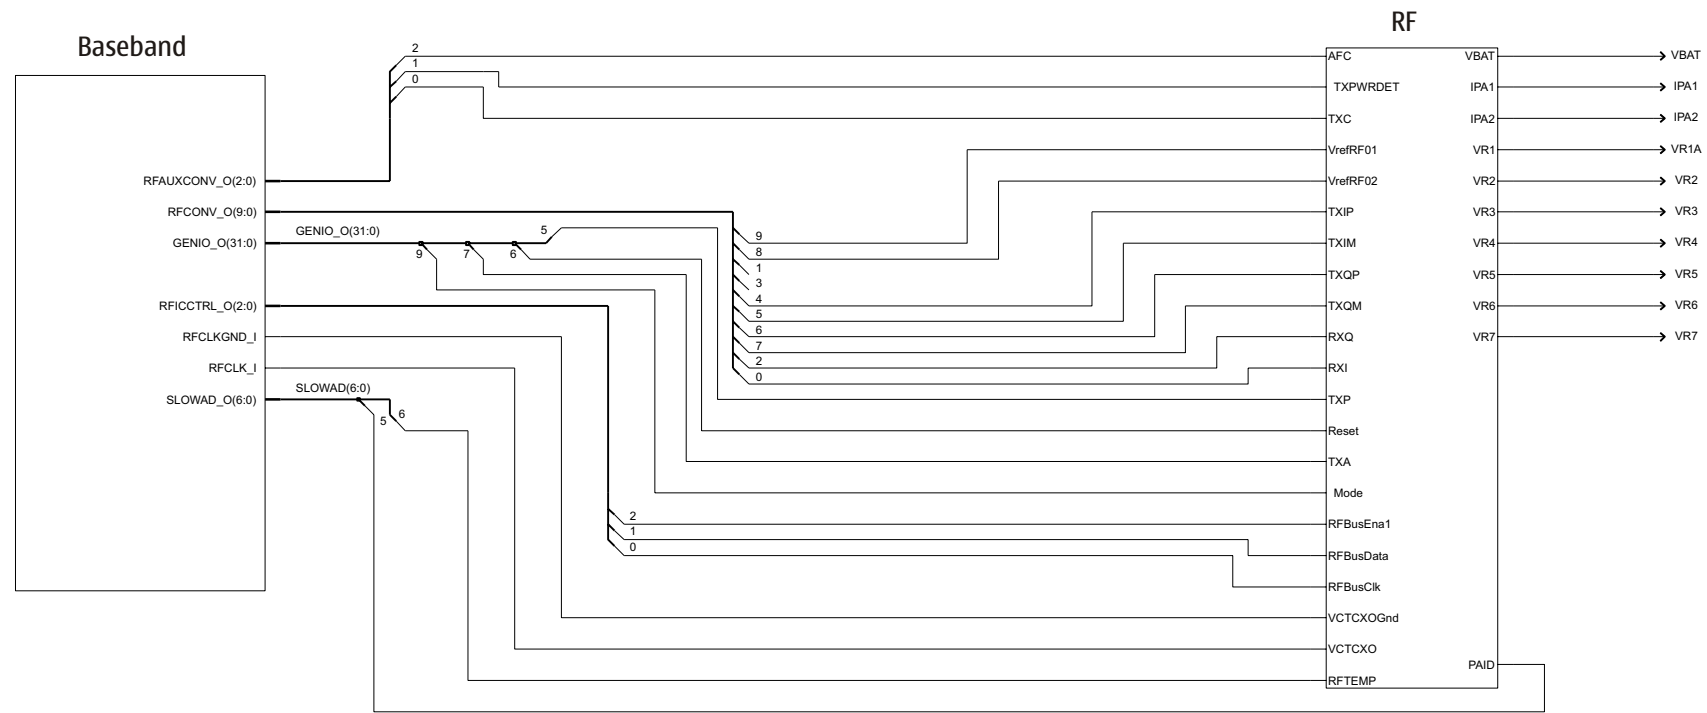 Baseband
RFAUXCONV_O(2:0)
RFCONV_O(9:0)
GENIO_O(31:0)
RFICCTRL_O(2:0)
RFCLKGND_I
RFCLK_I
SLOWAD_O(6:0)
2
1
0
GENIO_O(31:0)
5
9
7
6
SLOWAD(6:0)
5
6
9
8
1
3
4
5
6
7
2
0
2
1
0
RF
AFC
TXPWRDET
TXC
VrefRF01
VrefRF02
TXIP
TXIM
TXQP
TXQM
RXQ
RXI
TXP
Reset
TXA
Mode
RFBusEna1
RFBusData
RFBusClk
VCTCXOGnd
VCTCXO
RFTEMP
VBAT
IPA1
IPA2
VR1
VR2
VR3
VR4
VR5
VR6
VR7
PAID
VBAT
IPA1
IPA2
VR1A
VR2
VR3
VR4
VR5
VR6
VR7